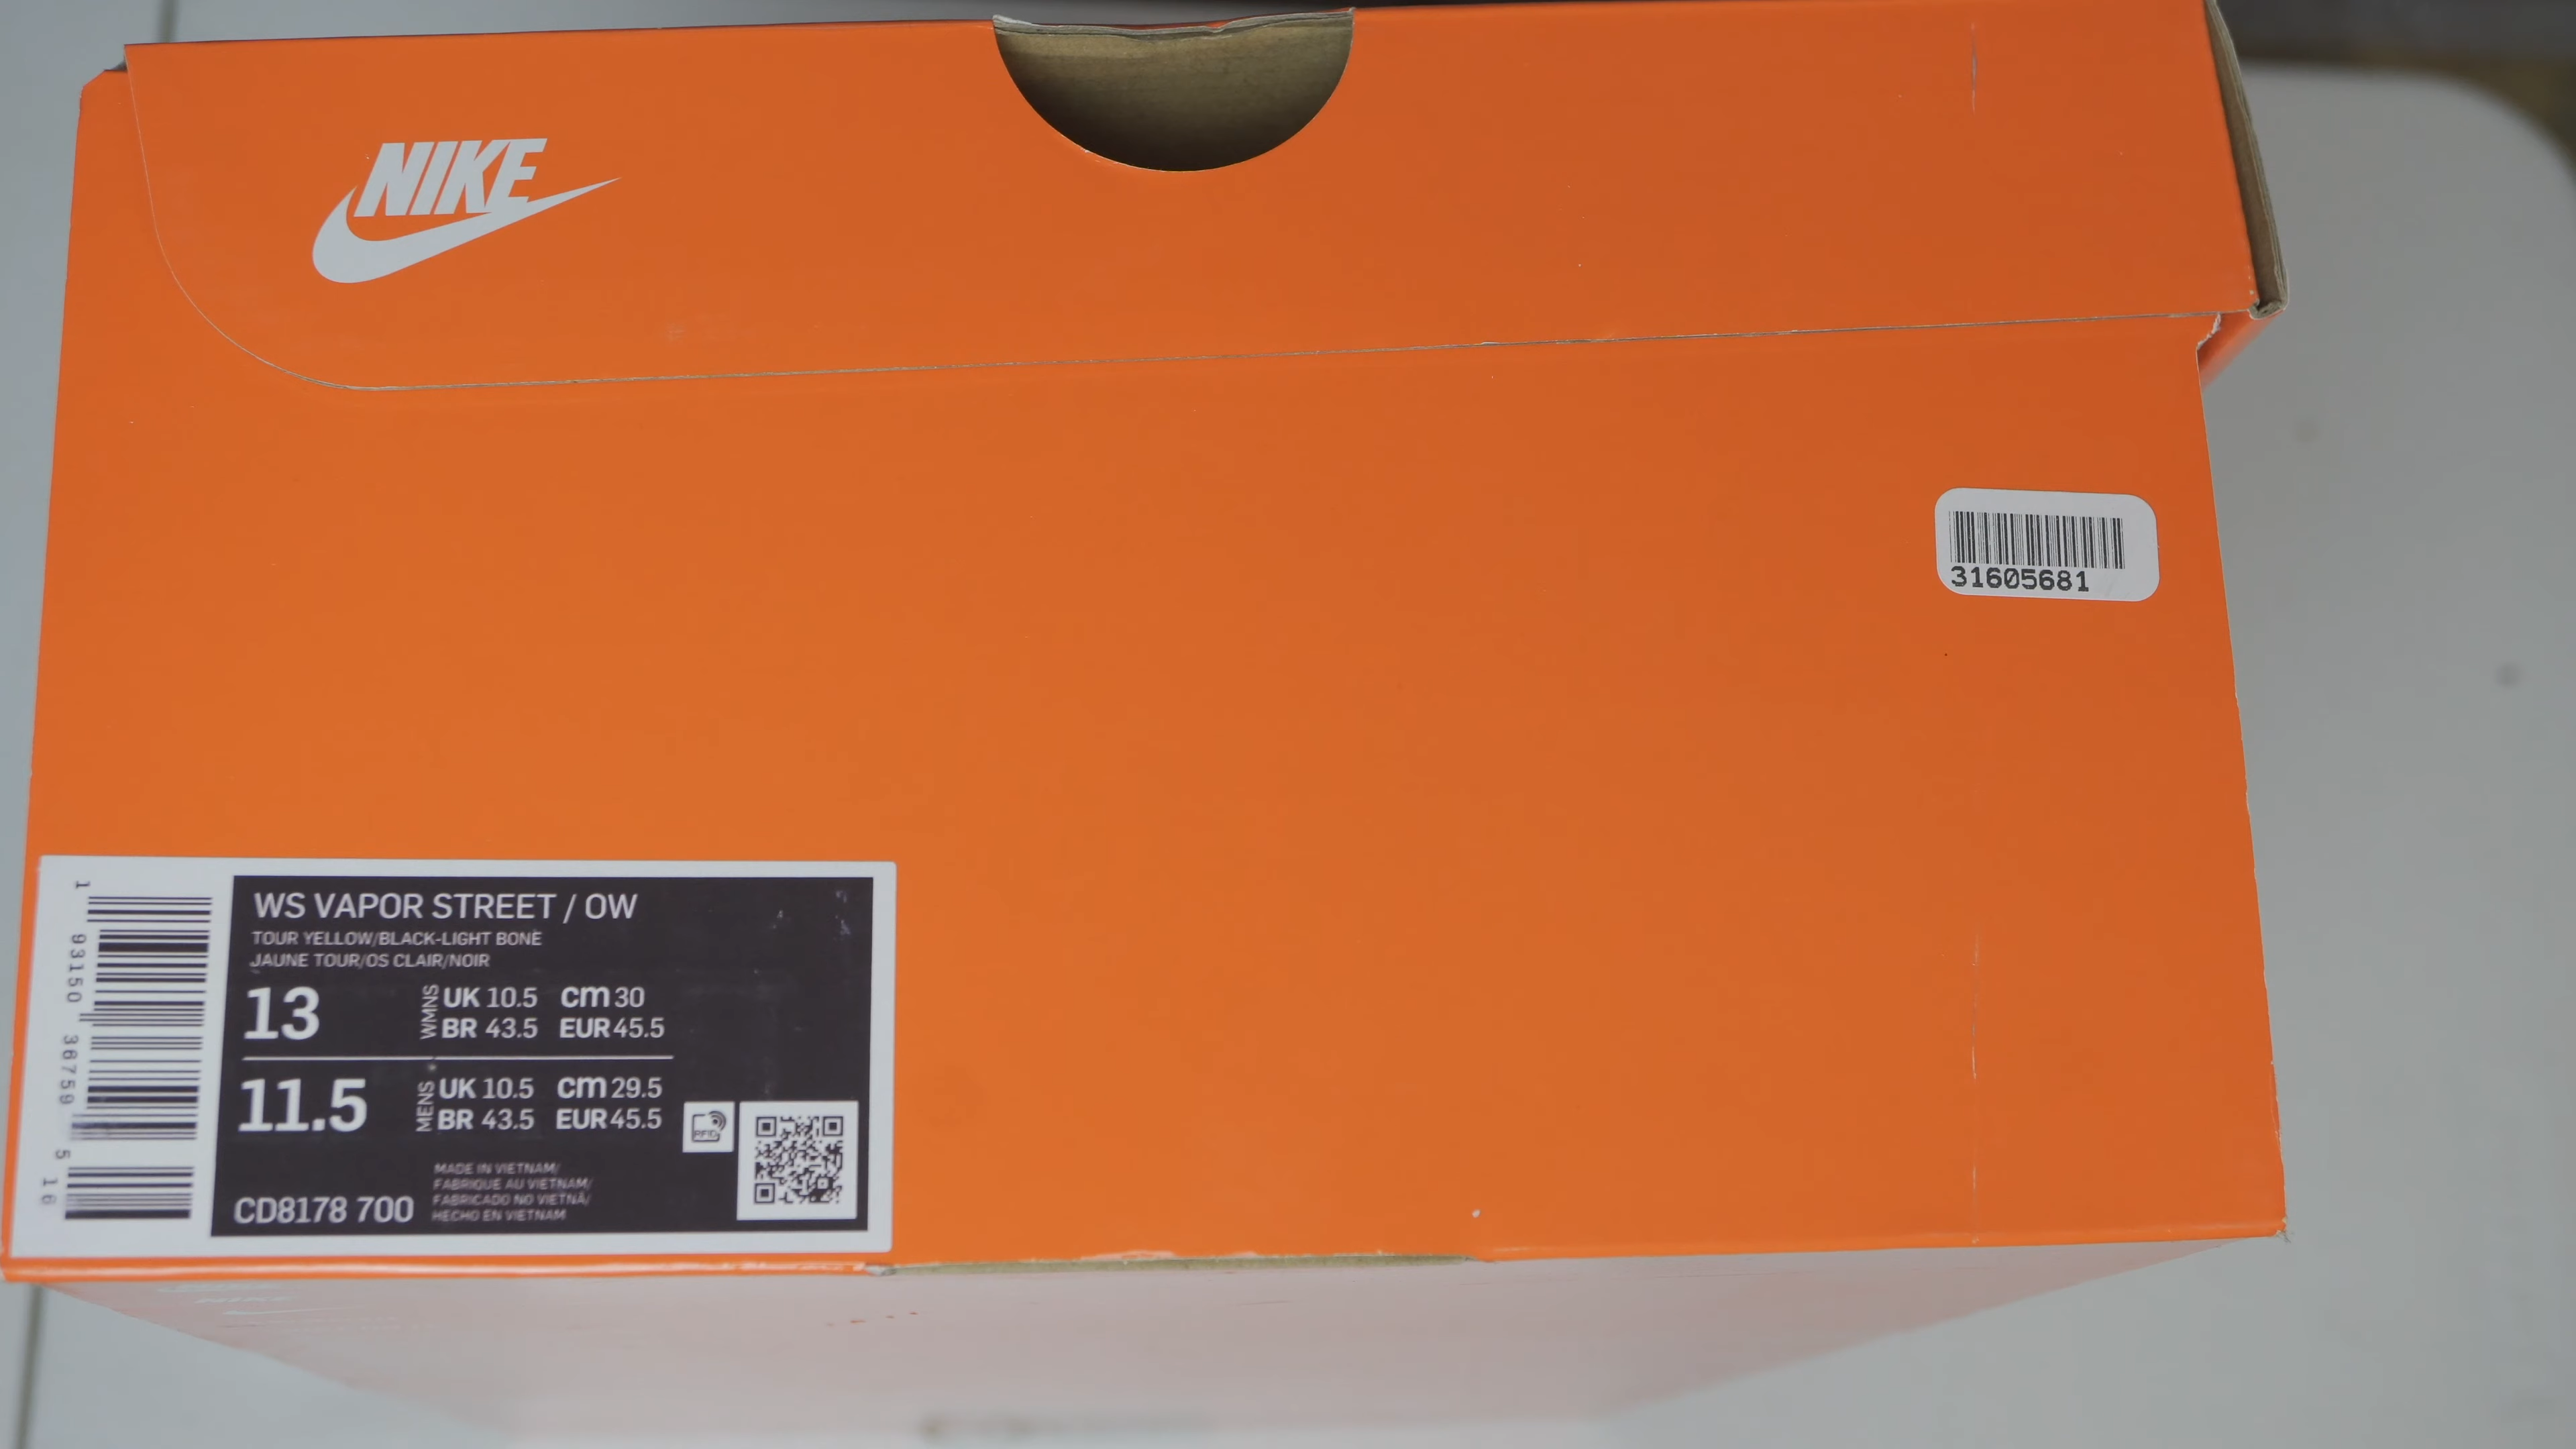 NIKE
31605681
WS VAPOR STREET / OW
TOUR YELLOW/BLACK-LIGHT BONE
JAUNE TOUR/OS CLAIR/NOIR
13 WMNS UK 10.5 cm 30
BR 43.5 EUR 45.5
11.5 MENS UK 10.5 cm 29.5
BR 43.5 EUR 45.5
RFID
MADE IN VIETNAM/
FABRIQUE AU VIETNAM/
FABRICADO NO VIETNÃ/
HECHO EN VIETNAM
CD8178 700
1 93150 36759 5 16
NIKE